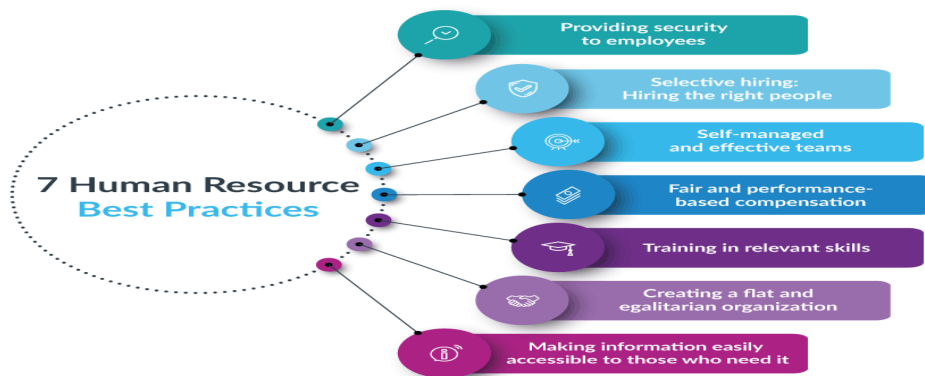 7 Human Resource
Best Practices
Providing security
to employees
Selective hiring:
Hiring the right people
Self-managed
and effective teams
Fair and performance-
based compensation
Training in relevant skills
Creating a flat and
egalitarian organization
Making information easily
accessible to those who need it